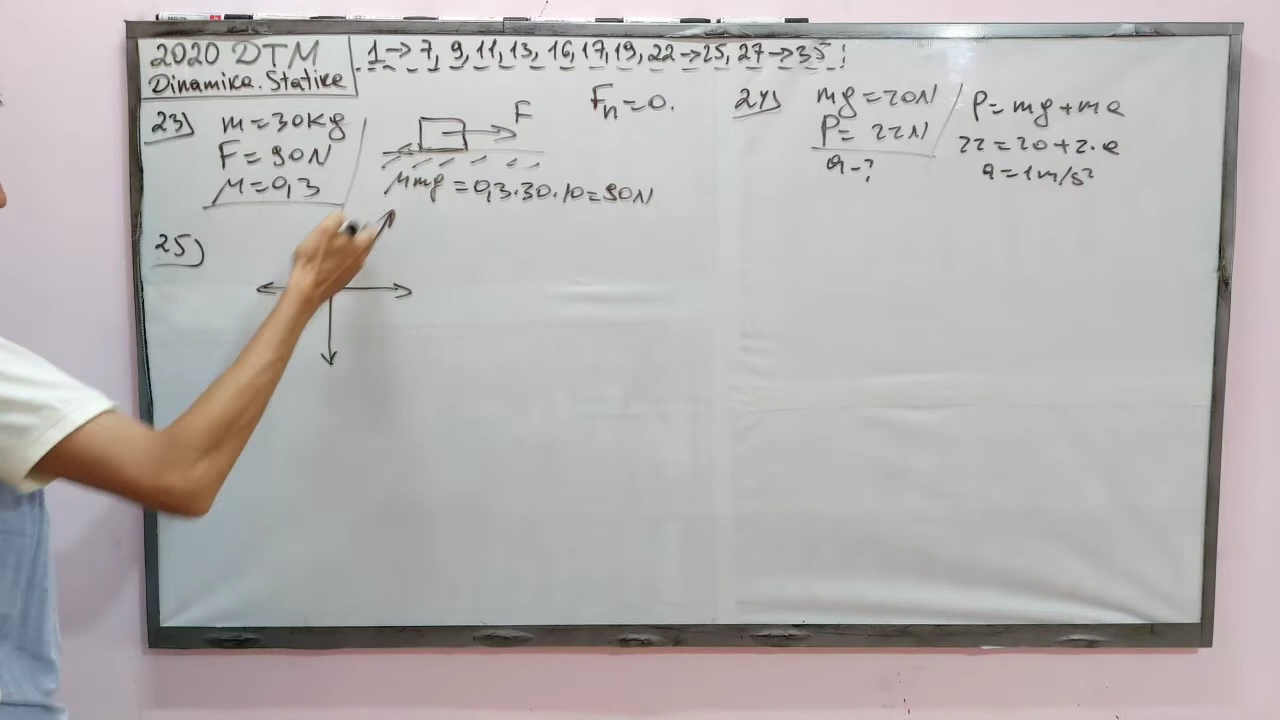 2020 DTM
Dinamika. Statika
1→7, 9, 11, 13, 16, 17, 19, 22→25, 27→35!
23) m=30kg
F=90N
μ=0,3
F
Fn=0.
μmg=0,3·30·10=90N
24) mg=20N
P=22N
a-?
P=mg+ma
22=20+2·a
a=1m/s²
25)